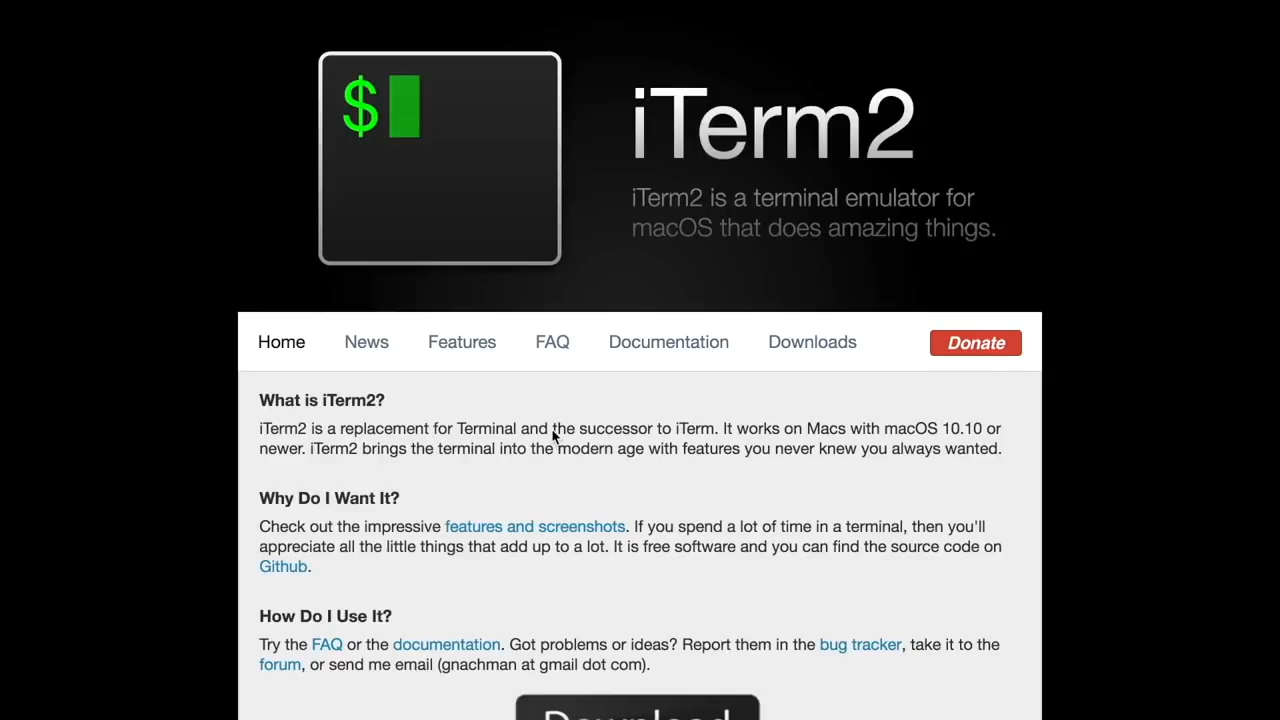 $
iTerm2
iTerm2 is a terminal emulator for
macOS that does amazing things.
Home News Features FAQ Documentation Downloads Donate
What is iTerm2?
iTerm2 is a replacement for Terminal and the successor to iTerm. It works on Macs with macOS 10.10 or
newer. iTerm2 brings the terminal into the modern age with features you never knew you always wanted.
Why Do I Want It?
Check out the impressive features and screenshots. If you spend a lot of time in a terminal, then you'll
appreciate all the little things that add up to a lot. It is free software and you can find the source code on
Github.
How Do I Use It?
Try the FAQ or the documentation. Got problems or ideas? Report them in the bug tracker, take it to the
forum, or send me email (gnachman at gmail dot com).
Download